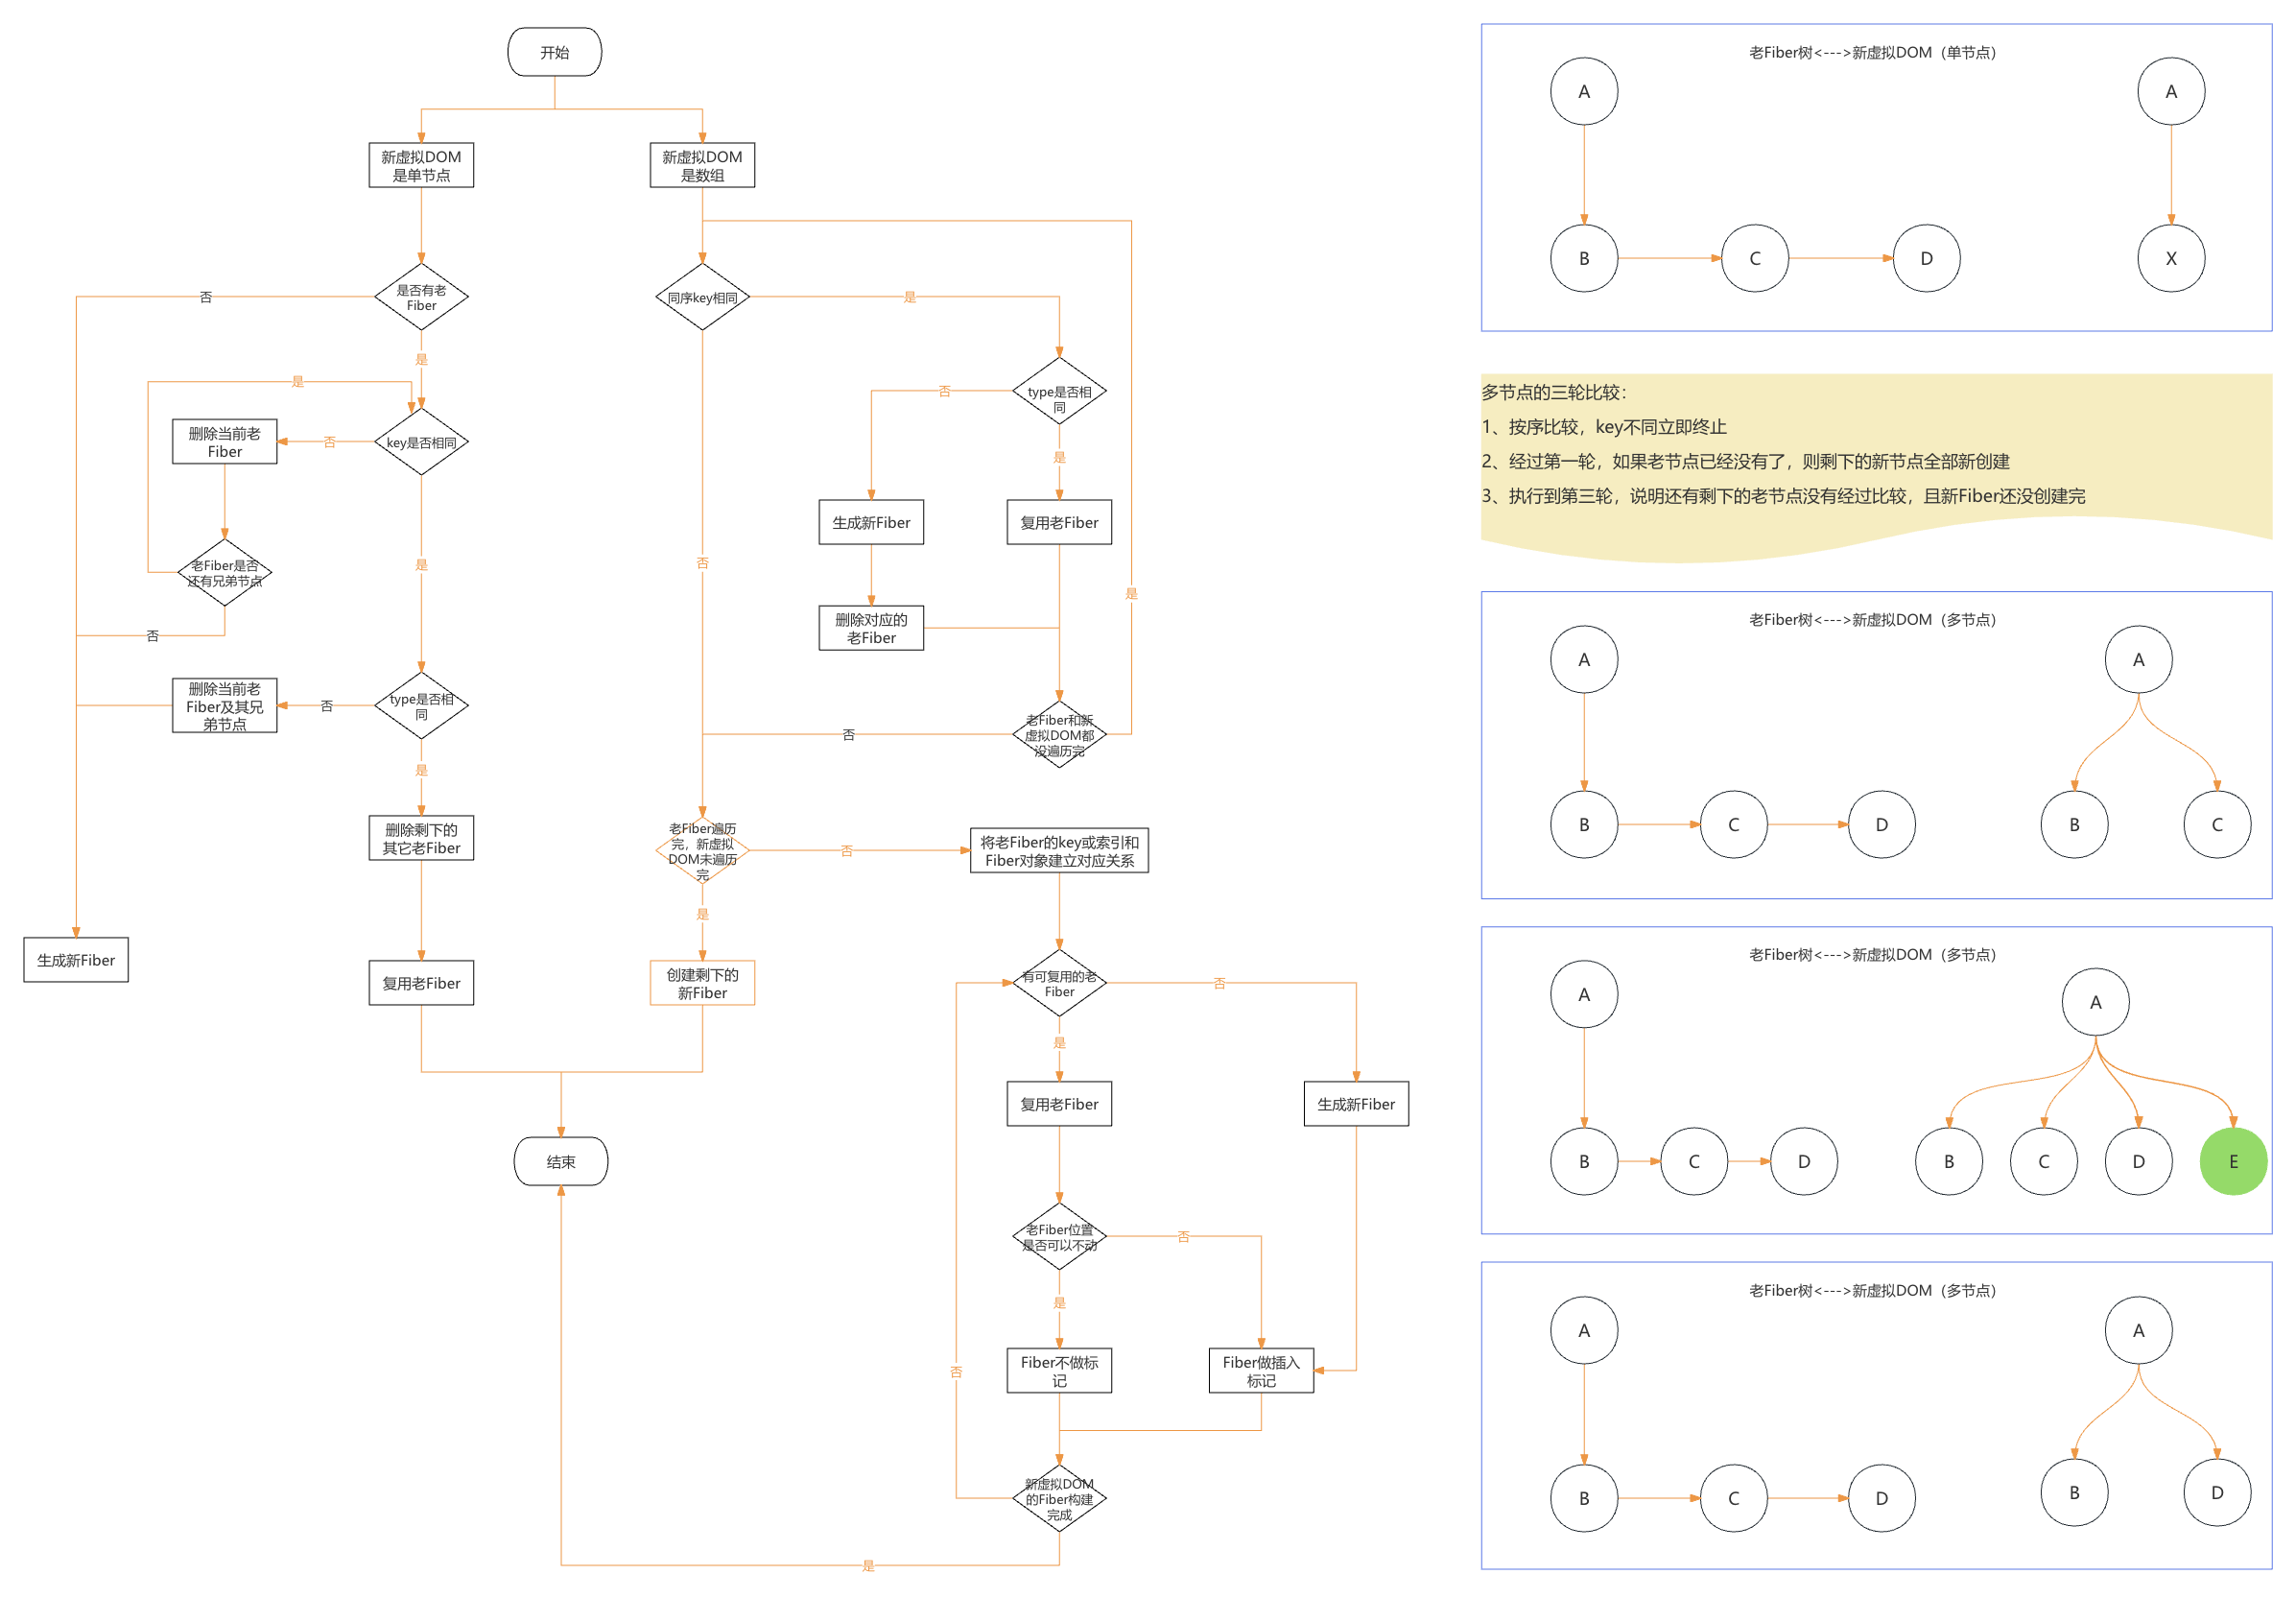 开始
新虚拟DOM
是单节点
新虚拟DOM
是数组
是否有老
Fiber
否
是
同序key相同
是
否
是
key是否相同
否
删除当前老
Fiber
是
type是否相
同
否
是
生成新Fiber
复用老Fiber
老Fiber是否
还有兄弟节点
否
删除对应的
老Fiber
是
删除当前老
Fiber及其兄
弟节点
否
type是否相
同
是
老Fiber和新
虚拟DOM都
没遍历完
否
删除剩下的
其它老Fiber
老Fiber遍历
完，新虚拟
DOM未遍历
完
否
将老Fiber的key或索引和
Fiber对象建立对应关系
是
生成新Fiber
复用老Fiber
创建剩下的
新Fiber
有可复用的老
Fiber
否
是
复用老Fiber
生成新Fiber
结束
老Fiber位置
是否可以不动
否
是
Fiber不做标
记
Fiber做插入
标记
否
新虚拟DOM
的Fiber构建
完成
是
老Fiber树<--->新虚拟DOM（单节点）
A
A
B
C
D
X
多节点的三轮比较：
1、按序比较，key不同立即终止
2、经过第一轮，如果老节点已经没有了，则剩下的新节点全部新创建
3、执行到第三轮，说明还有剩下的老节点没有经过比较，且新Fiber还没创建完
老Fiber树<--->新虚拟DOM（多节点）
A
A
B
C
D
B
C
老Fiber树<--->新虚拟DOM（多节点）
A
A
B
C
D
B
C
D
E
老Fiber树<--->新虚拟DOM（多节点）
A
A
B
C
D
B
D